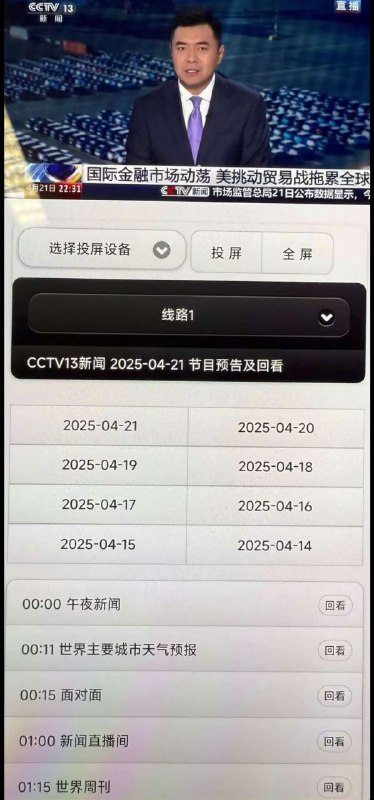 CCTV 13
新闻
直播
国际金融市场动荡 美挑动贸易战拖累全球
4月21日 22:31
CCTV 新闻 市场监管总局21日公布数据显示，今
选择投屏设备
投 屏
全 屏
线路1
CCTV13新闻 2025-04-21 节目预告及回看
2025-04-21
2025-04-20
2025-04-19
2025-04-18
2025-04-17
2025-04-16
2025-04-15
2025-04-14
00:00 午夜新闻
回看
00:11 世界主要城市天气预报
回看
00:15 面对面
回看
01:00 新闻直播间
回看
01:15 世界周刊
回看